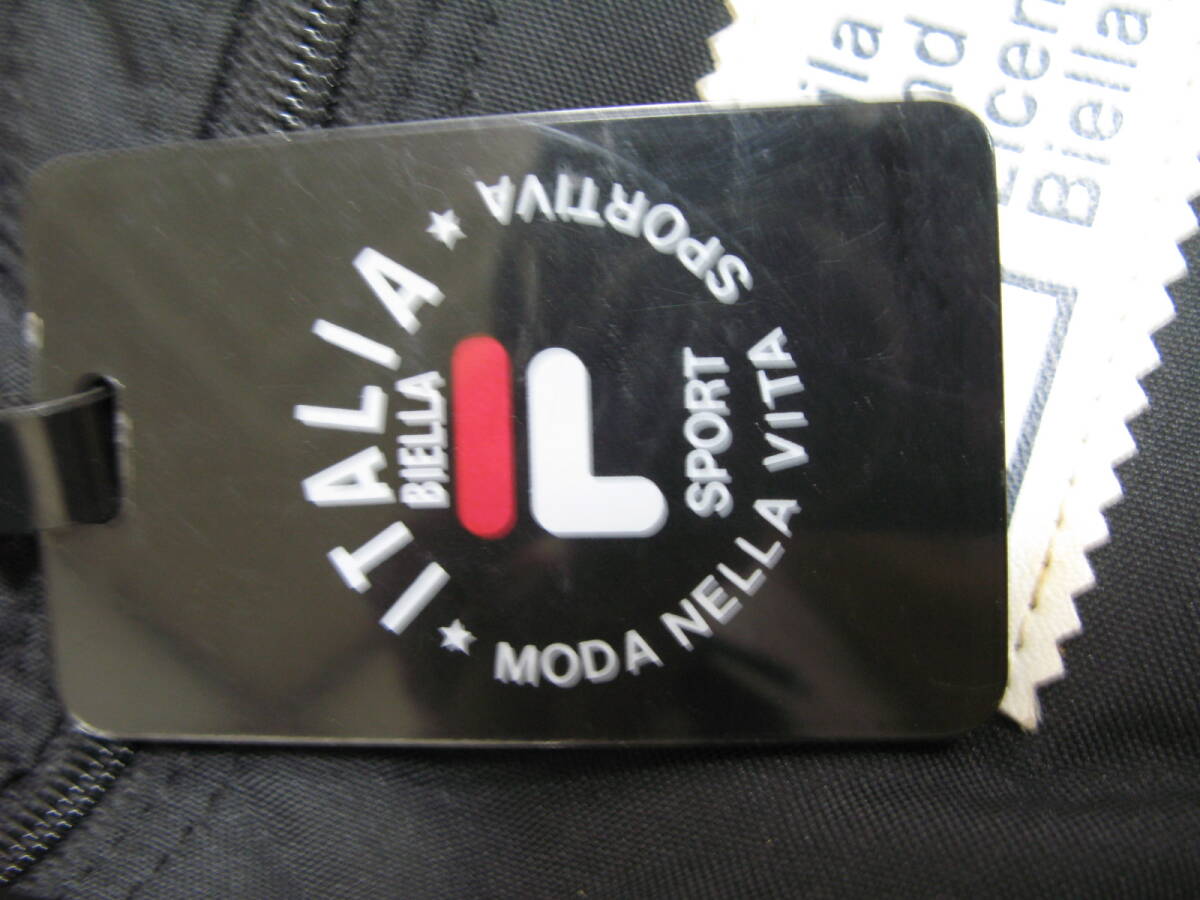 ★ ITALIA ★
BIELLA
SPORT
MODA NELLA VITA SPORTIVA
Biella